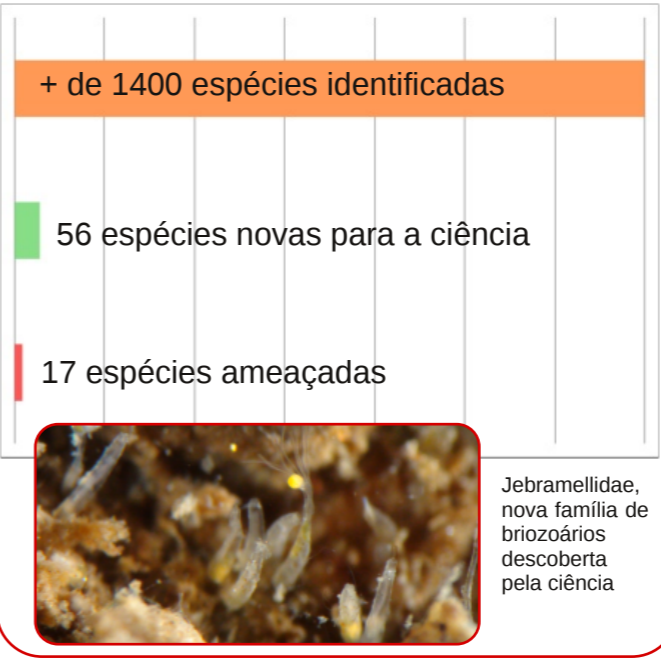 + de 1400 espécies identificadas
56 espécies novas para a ciência
17 espécies ameaçadas
Jebramellidae,
nova família de
briozoários
descoberta
pela ciência